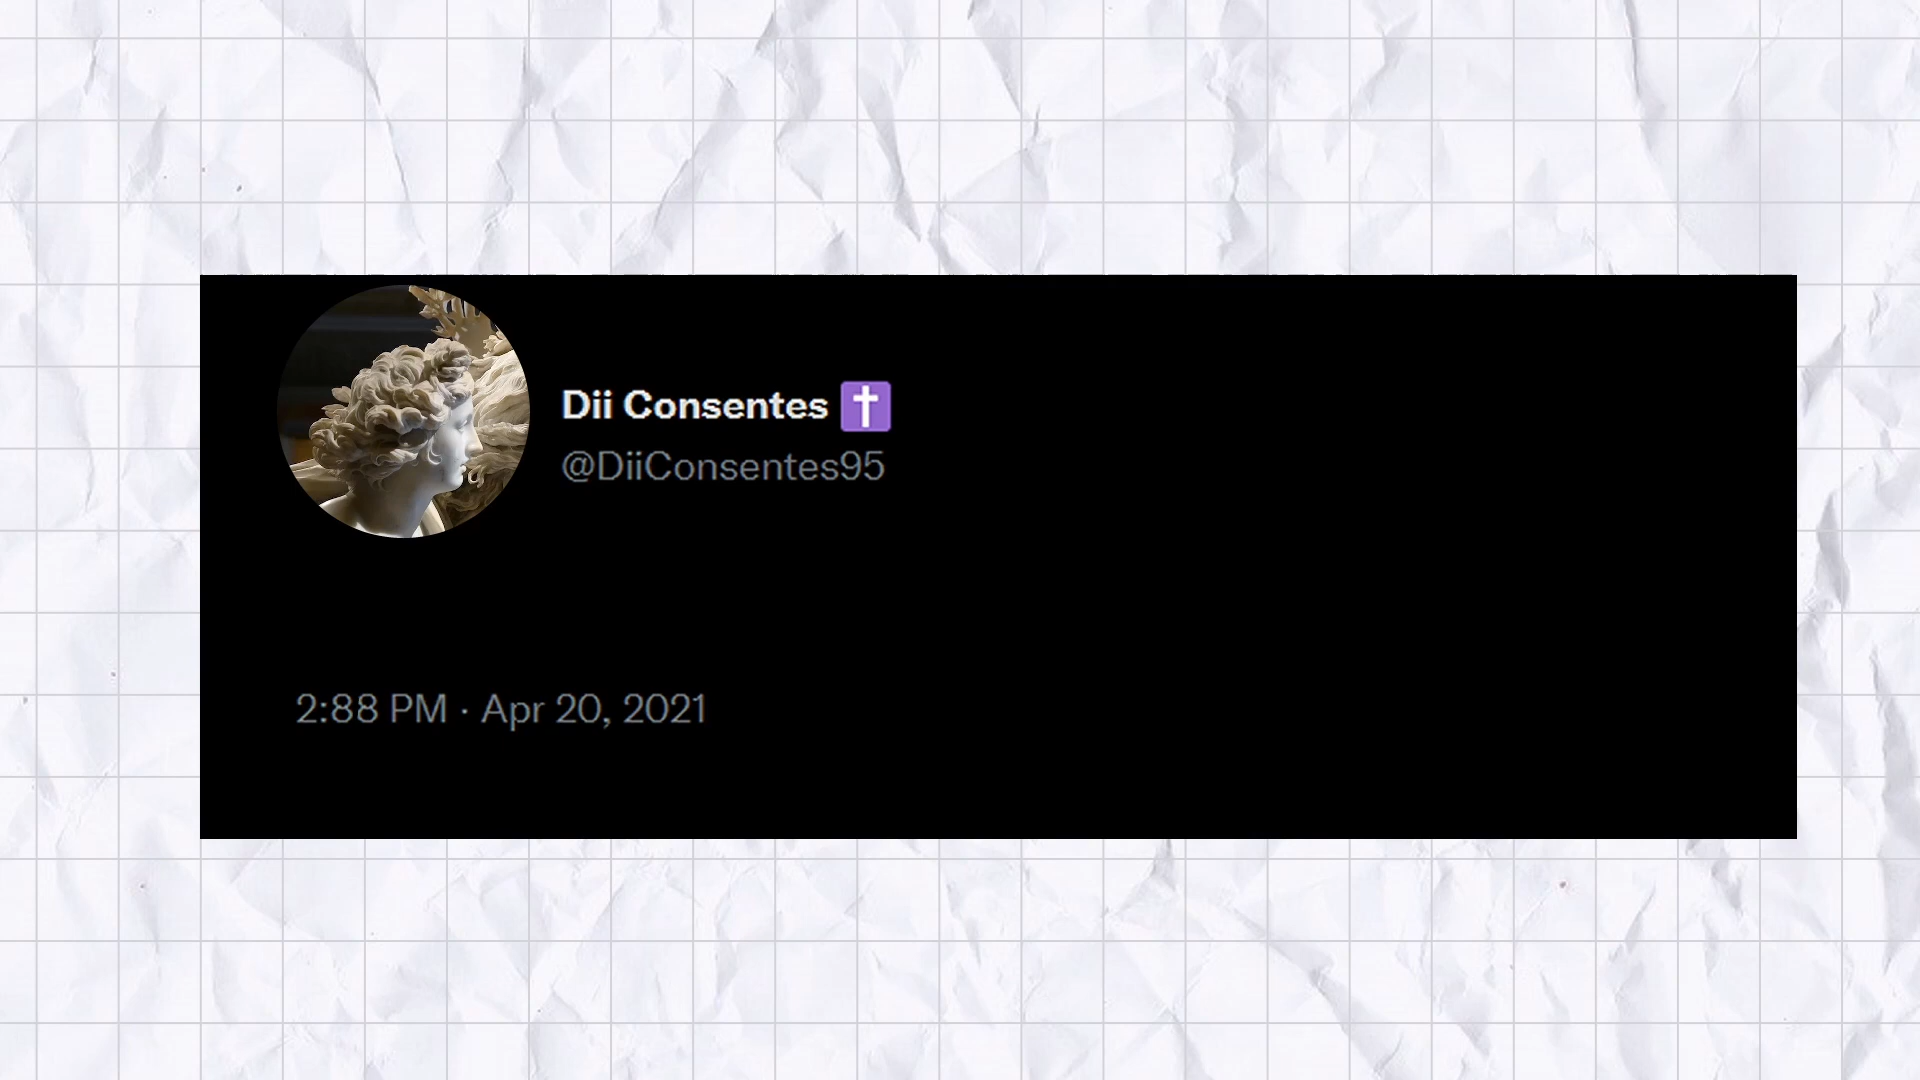 Dii Consentes ✝️
@DiiConsentes95
2:88 PM · Apr 20, 2021